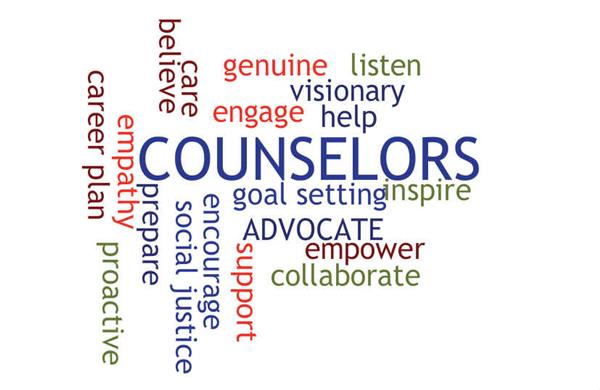 believe
care
genuine
listen
visionary
engage
help
career plan
empathy
COUNSELORS
prepare
goal setting
inspire
encourage
social justice
ADVOCATE
empower
support
collaborate
proactive